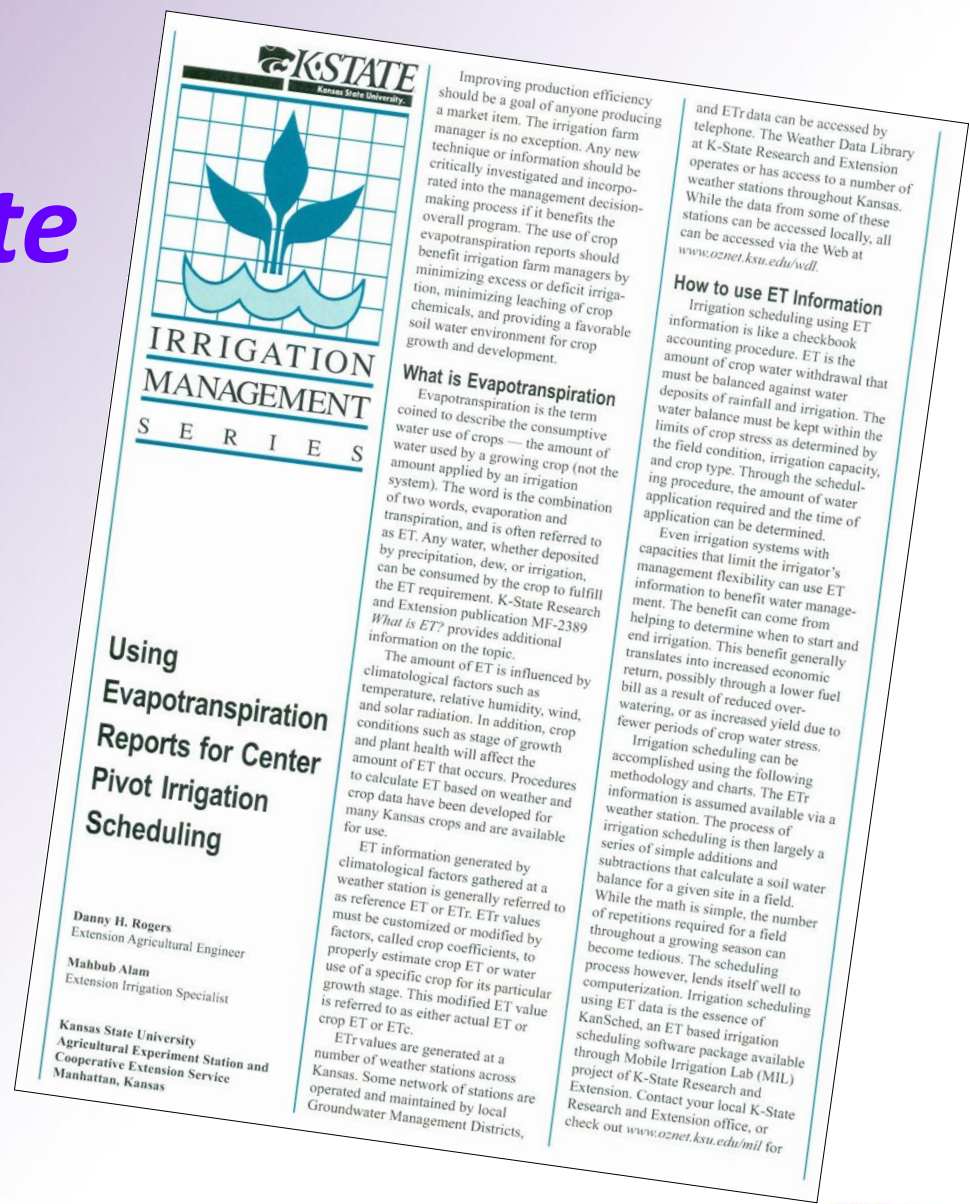 te
K-STATE
Kansas State University.
IRRIGATION
MANAGEMENT
SERIES
Using
Evapotranspiration
Reports for Center
Pivot Irrigation
Scheduling
Danny H. Rogers
Extension Agricultural Engineer
Mahbub Alam
Extension Irrigation Specialist
Kansas State University
Agricultural Experiment Station and
Cooperative Extension Service
Manhattan, Kansas
Improving production efficiency
should be a goal of anyone producing
a market item. The irrigation farm
manager is no exception. Any new
technique or information should be
critically investigated and incorpo-
rated into the management decision-
making process if it benefits the
overall program. The use of crop
evapotranspiration reports should
benefit irrigation farm managers by
minimizing excess or deficit irriga-
tion, minimizing leaching of crop
chemicals, and providing a favorable
soil water environment for crop
growth and development.
What is Evapotranspiration
Evapotranspiration is the term
coined to describe the consumptive
water use of crops — the amount of
water used by a growing crop (not the
amount applied by an irrigation
system). The word is the combination
of two words, evaporation and
transpiration, and is often referred to
as ET. Any water, whether deposited
by precipitation, dew, or irrigation,
can be consumed by the crop to fulfill
the ET requirement. K-State Research
and Extension publication MF-2389
What is ET? provides additional
information on the topic.
The amount of ET is influenced by
climatological factors such as
temperature, relative humidity, wind,
and solar radiation. In addition, crop
conditions such as stage of growth
and plant health will affect the
amount of ET that occurs. Procedures
to calculate ET based on weather and
crop data have been developed for
many Kansas crops and are available
for use.
ET information generated by
climatological factors gathered at a
weather station is generally referred to
as reference ET or ETr. ETr values
must be customized or modified by
factors, called crop coefficients, to
properly estimate crop ET or water
use of a specific crop for its particular
growth stage. This modified ET value
is referred to as either actual ET or
crop ET or ETc.
ETr values are generated at a
number of weather stations across
Kansas. Some network of stations are
operated and maintained by local
Groundwater Management Districts,
and ETr data can be accessed by
telephone. The Weather Data Library
at K-State Research and Extension
operates or has access to a number of
weather stations throughout Kansas.
While the data from some of these
stations can be accessed locally, all
can be accessed via the Web at
www.oznet.ksu.edu/wdl.
How to use ET Information
Irrigation scheduling using ET
information is like a checkbook
accounting procedure. ET is the
amount of crop water withdrawal that
must be balanced against water
deposits of rainfall and irrigation. The
water balance must be kept within the
limits of crop stress as determined by
the field condition, irrigation capacity,
and crop type. Through the schedul-
ing procedure, the amount of water
application required and the time of
application can be determined.
Even irrigation systems with
capacities that limit the irrigator's
management flexibility can use ET
information to benefit water manage-
ment. The benefit can come from
helping to determine when to start and
end irrigation. This benefit generally
translates into increased economic
return, possibly through a lower fuel
bill as a result of reduced over-
watering, or as increased yield due to
fewer periods of crop water stress.
Irrigation scheduling can be
accomplished using the following
methodology and charts. The ETr
information is assumed available via a
weather station. The process of
irrigation scheduling is then largely a
series of simple additions and
subtractions that calculate a soil water
balance for a given site in a field.
While the math is simple, the number
of repetitions required for a field
throughout a growing season can
become tedious. The scheduling
process however, lends itself well to
computerization. Irrigation scheduling
using ET data is the essence of
KanSched, an ET based irrigation
scheduling software package available
through Mobile Irrigation Lab (MIL)
project of K-State Research and
Extension. Contact your local K-State
Research and Extension office, or
check out www.oznet.ksu.edu/mil for